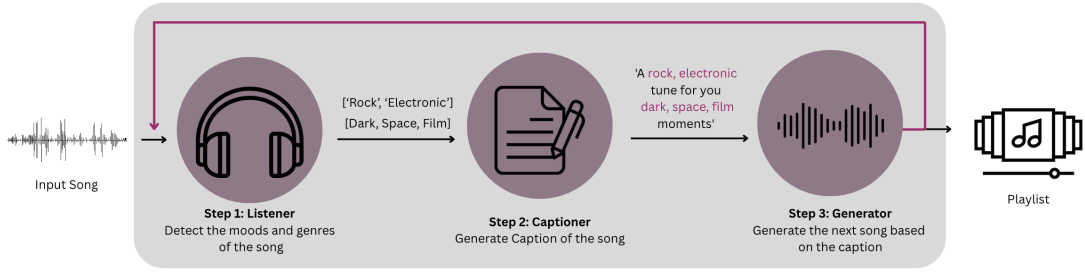 Input Song
Step 1: Listener
Detect the moods and genres
of the song
['Rock', 'Electronic']
[Dark, Space, Film]
Step 2: Captioner
Generate Caption of the song
'A rock, electronic
tune for you
dark, space, film
moments'
Step 3: Generator
Generate the next song based
on the caption
Playlist